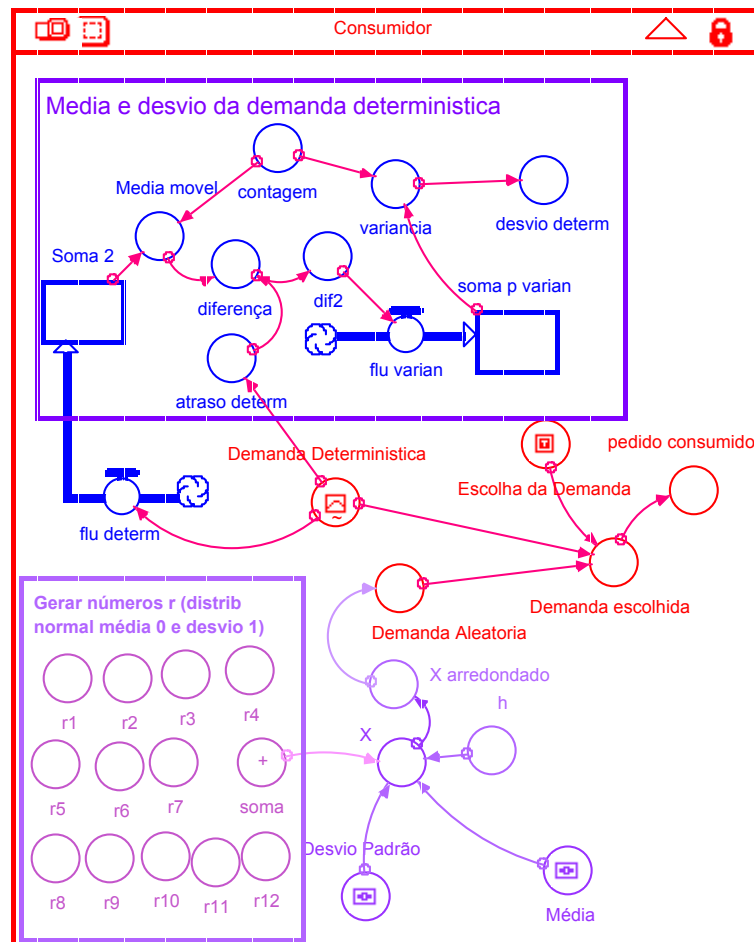 Consumidor
Media e desvio da demanda deterministica
Media movel
contagem
variancia
desvio determ
Soma 2
diferença
dif2
soma p varian
flu varian
atraso determ
Demanda Deterministica
pedido consumido
Escolha da Demanda
flu determ
Demanda escolhida
Demanda Aleatoria
Gerar números r (distrib
normal média 0 e desvio 1)
X arredondado
h
r1
r2
r3
r4
X
+
r5
r6
r7
soma
Desvio Padrão
r8
r9
r10
r11
r12
Média